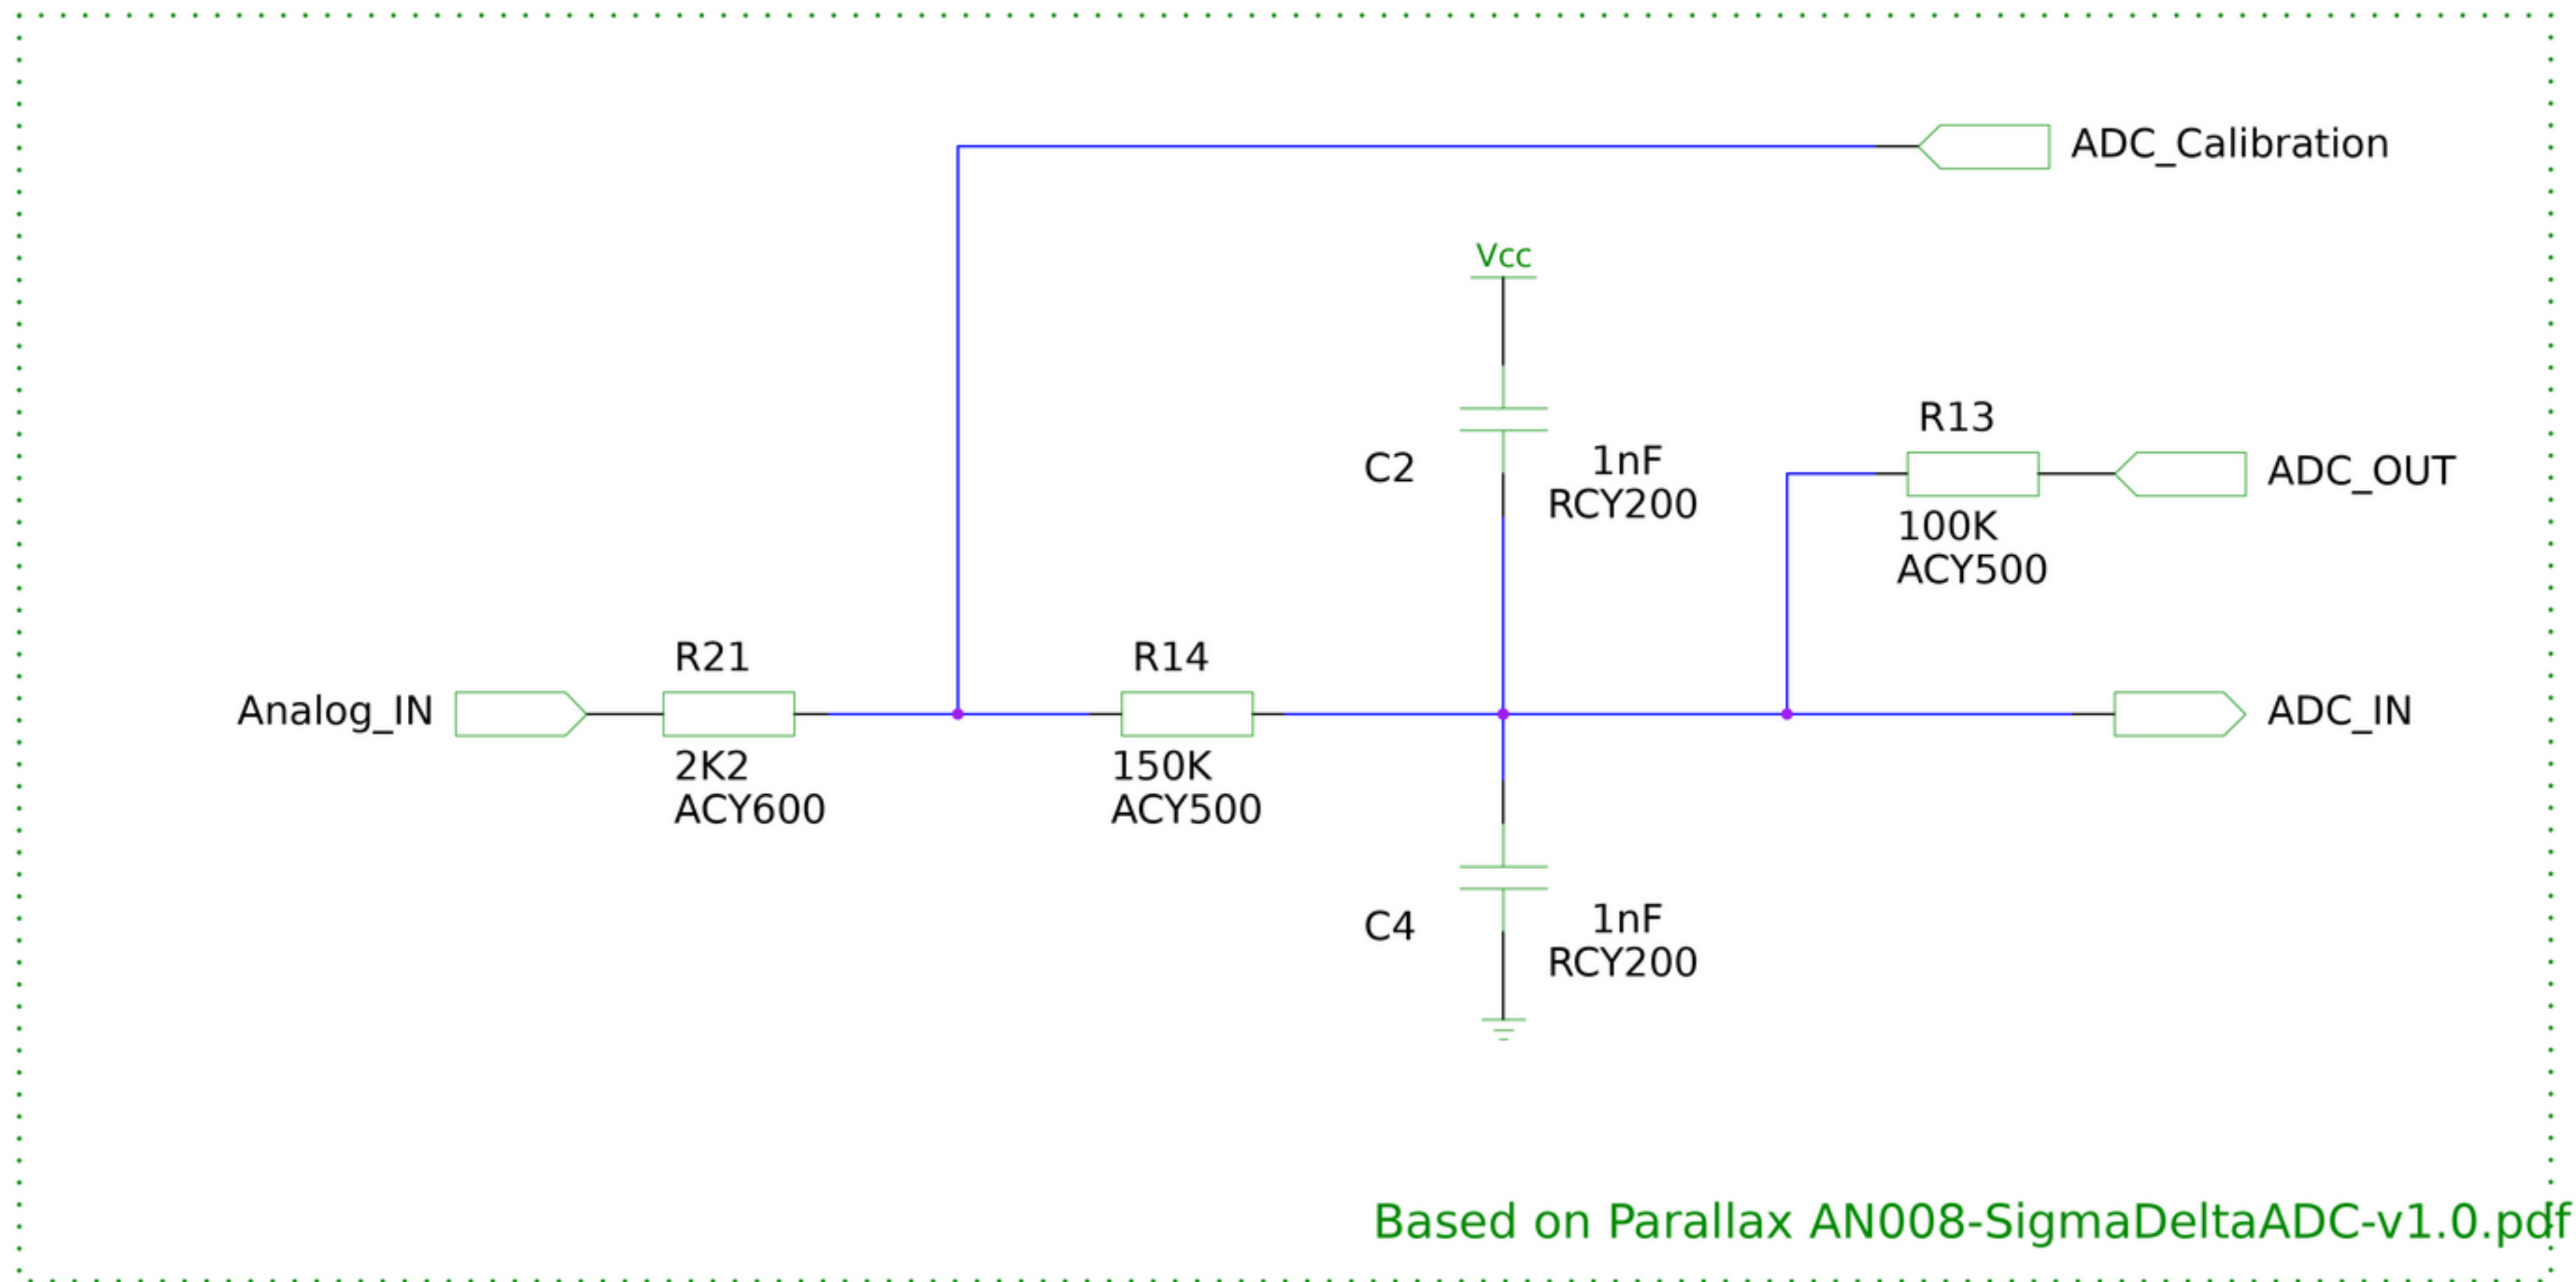 ADC_Calibration
Vcc
C2
1nF
RCY200
R13
100K
ACY500
ADC_OUT
Analog_IN
R21
2K2
ACY600
R14
150K
ACY500
ADC_IN
C4
1nF
RCY200
Based on Parallax AN008-SigmaDeltaADC-v1.0.pdf